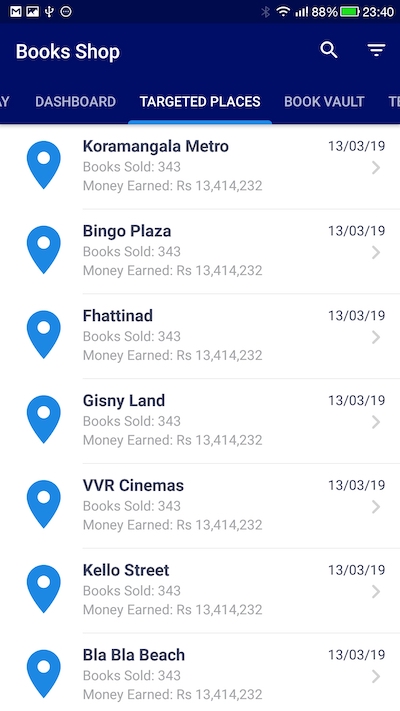 88% 23:40
Books Shop
AY DASHBOARD TARGETED PLACES BOOK VAULT TE
Koramangala Metro 13/03/19
Books Sold: 343
Money Earned: Rs 13,414,232
Bingo Plaza 13/03/19
Books Sold: 343
Money Earned: Rs 13,414,232
Fhattinad 13/03/19
Books Sold: 343
Money Earned: Rs 13,414,232
Gisny Land 13/03/19
Books Sold: 343
Money Earned: Rs 13,414,232
VVR Cinemas 13/03/19
Books Sold: 343
Money Earned: Rs 13,414,232
Kello Street 13/03/19
Books Sold: 343
Money Earned: Rs 13,414,232
Bla Bla Beach 13/03/19
Books Sold: 343
Money Earned: Rs 13,414,232